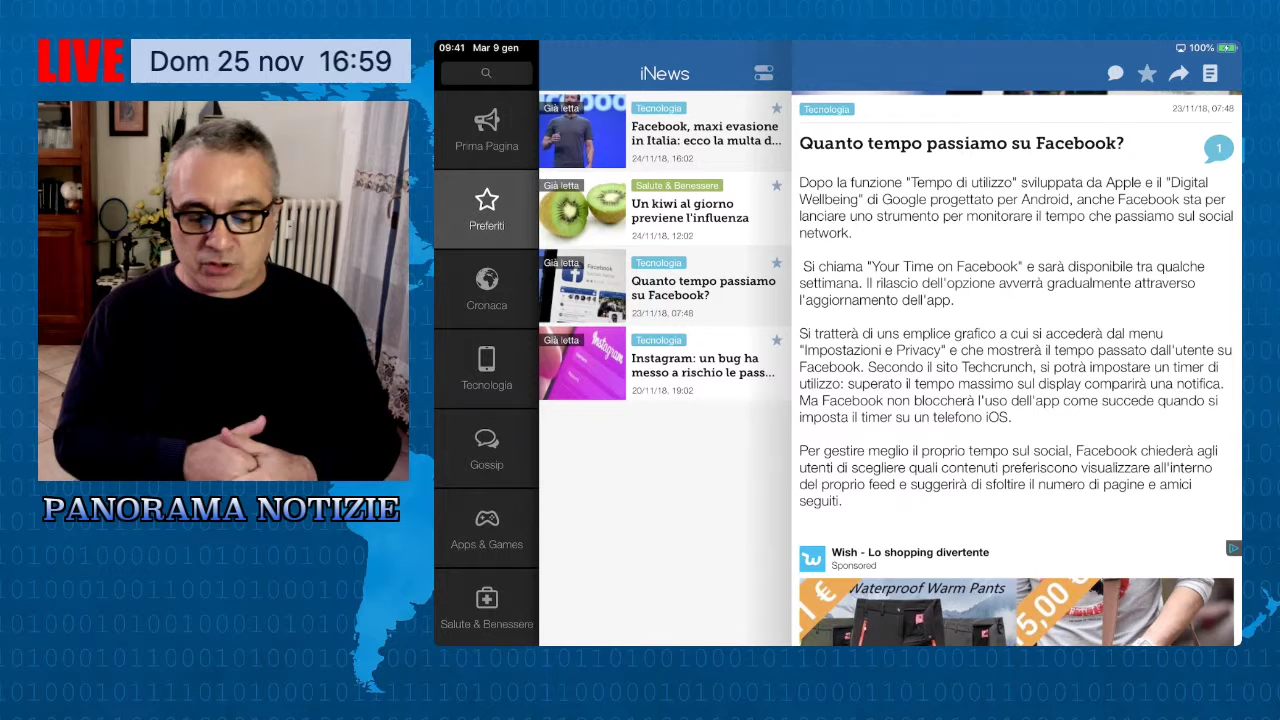 LIVE
Dom 25 nov 16:59
PANORAMA NOTIZIE
09:41 Mar 9 gen
100%
iNews
Prima Pagina
Preferiti
Cronaca
Tecnologia
Gossip
Apps & Games
Salute & Benessere
Già letta
Tecnologia
Facebook, maxi evasione
in Italia: ecco la multa d...
24/11/18, 16:02
Già letta
Salute & Benessere
Un kiwi al giorno
previene l'influenza
24/11/18, 12:02
Già letta
Tecnologia
Quanto tempo passiamo
su Facebook?
23/11/18, 07:48
Già letta
Tecnologia
Instagram: un bug ha
messo a rischio le pass...
20/11/18, 19:02
Tecnologia
23/11/18, 07:48
Quanto tempo passiamo su Facebook?
1
Dopo la funzione "Tempo di utilizzo" sviluppata da Apple e il "Digital
Wellbeing" di Google progettato per Android, anche Facebook sta per
lanciare uno strumento per monitorare il tempo che passiamo sul social
network.
Si chiama "Your Time on Facebook" e sarà disponibile tra qualche
settimana. Il rilascio dell'opzione avverrà gradualmente attraverso
l'aggiornamento dell'app.
Si tratterà di uns emplice grafico a cui si accederà dal menu
"Impostazioni e Privacy" e che mostrerà il tempo passato dall'utente su
Facebook. Secondo il sito Techcrunch, si potrà impostare un timer di
utilizzo: superato il tempo massimo sul display comparirà una notifica.
Ma Facebook non bloccherà l'uso dell'app come succede quando si
imposta il timer su un telefono iOS.
Per gestire meglio il proprio tempo sul social, Facebook chiederà agli
utenti di scegliere quali contenuti preferiscono visualizzare all'interno
del proprio feed e suggerirà di sfoltire il numero di pagine e amici
seguiti.
Wish - Lo shopping divertente
Sponsored
Waterproof Warm Pants
5,00 €